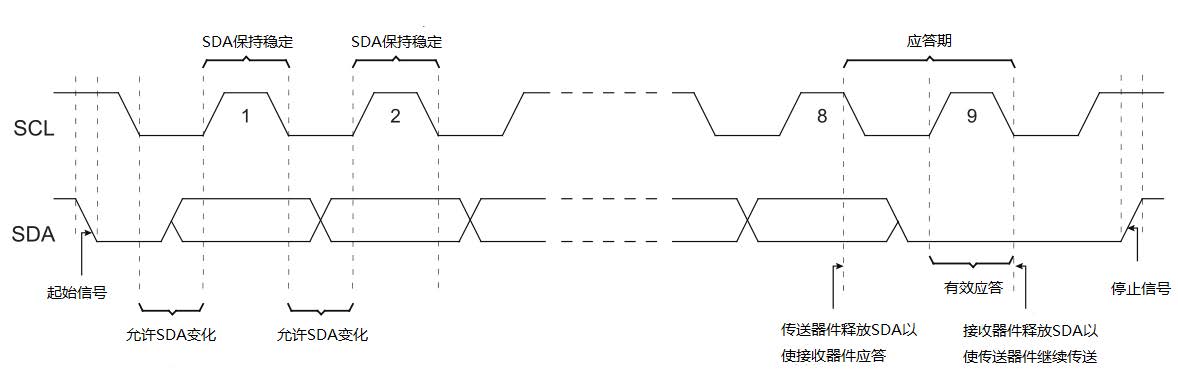 SDA保持稳定
SDA保持稳定
应答期
SCL
1
2
8
9
SDA
起始信号
有效应答
停止信号
允许SDA变化
允许SDA变化
传送器件释放SDA以
使接收器件应答
接收器件释放SDA以
使传送器件继续传送